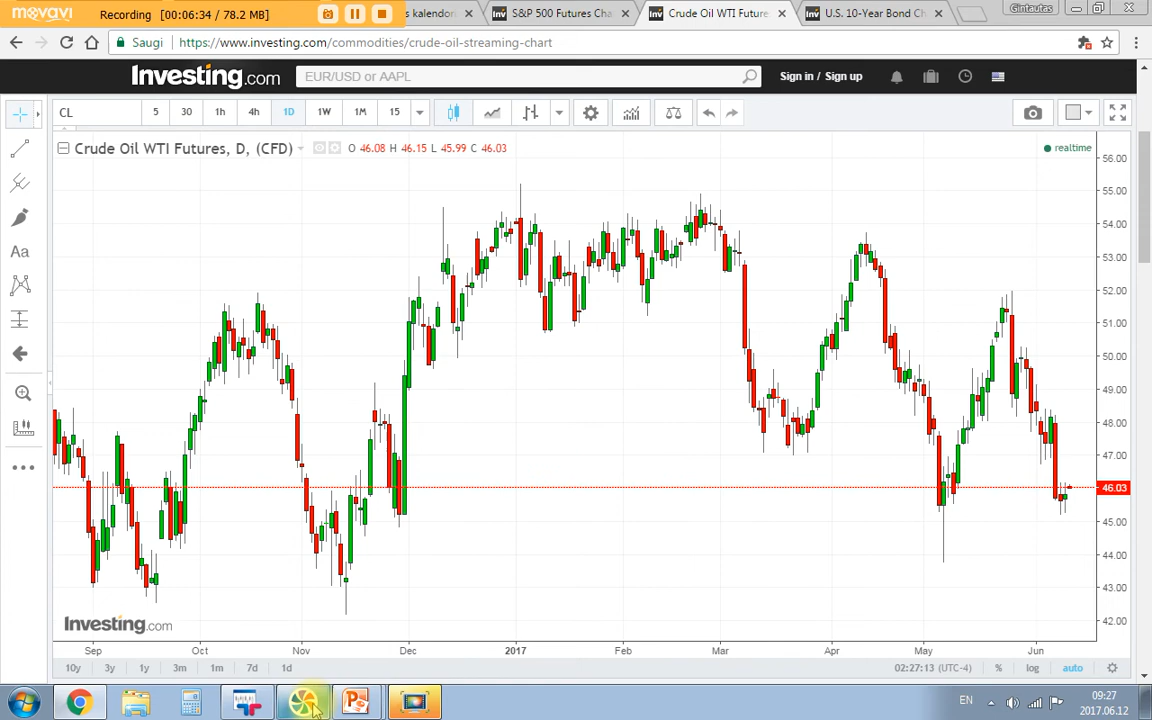 movavi
Recording | 00:06:34 / 78.2 MB
s kalendori
S&P 500 Futures Cha
Crude Oil WTI Future
U.S. 10-Year Bond Ch
Gintautas
Saugi
https://www.investing.com/commodities/crude-oil-streaming-chart
Investing.com
EUR/USD or AAPL
Sign in / Sign up
CL
5
30
1h
4h
1D
1W
1M
15
Crude Oil WTI Futures, D, (CFD)
O 46.08 H 46.15 L 45.99 C 46.03
realtime
Aa
56.00
55.00
54.00
53.00
52.00
51.00
50.00
49.00
48.00
47.00
46.03
45.00
44.00
43.00
42.00
Investing.com
Sep
Oct
Nov
Dec
2017
Feb
Mar
Apr
May
Jun
10y
3y
1y
3m
1m
7d
1d
02:27:13 (UTC-4)
%
log
auto
EN
09:27
2017.06.12